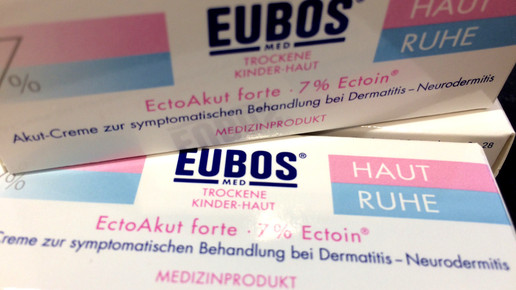 EUBOS®
MED
TROCKENE
KINDER-HAUT
HAUT
RUHE
7%
EctoAkut forte · 7% Ectoin®
Akut-Creme zur symptomatischen Behandlung bei Dermatitis – Neurodermitis
MEDIZINPRODUKT
EUBOS®
MED
TROCKENE
KINDER-HAUT
HAUT
RUHE
%
EctoAkut forte · 7% Ectoin®
Creme zur symptomatischen Behandlung bei Dermatitis – Neurodermitis
MEDIZINPRODUKT